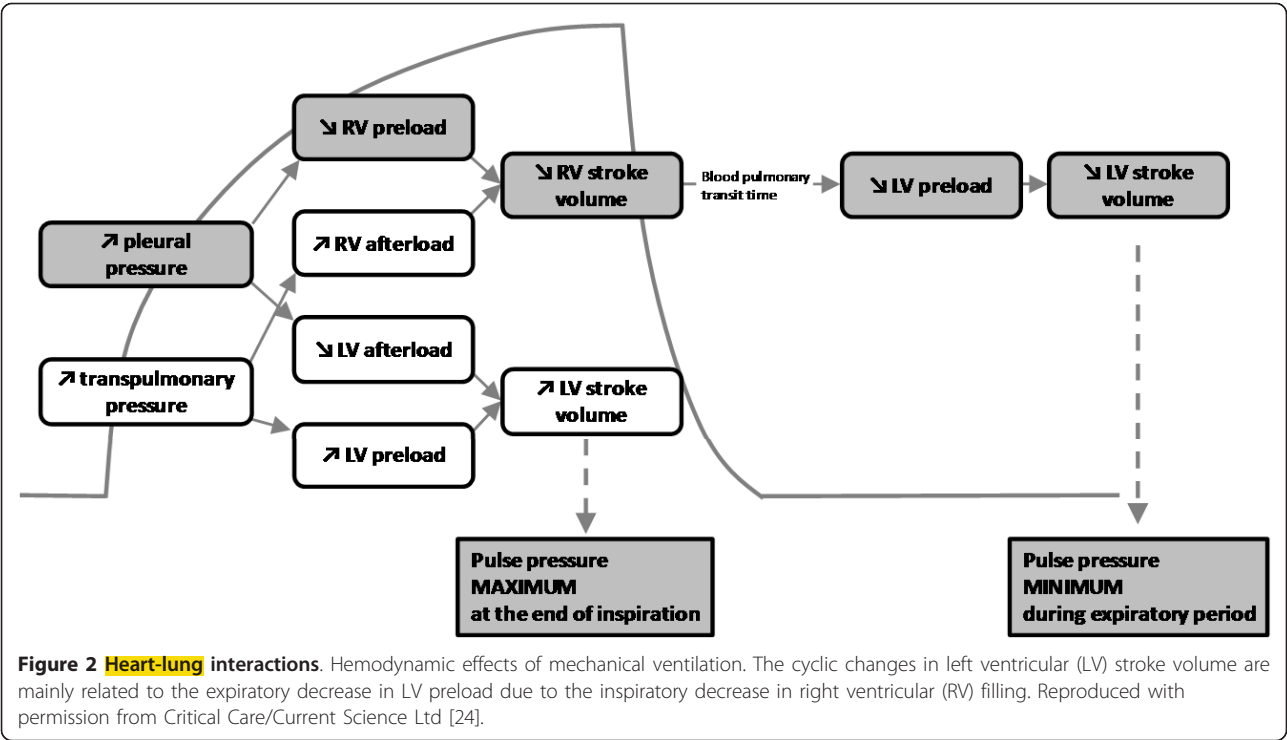 ↘ RV preload
↘ RV stroke
volume
Blood pulmonary
transit time
↘ LV preload
↘ LV stroke
volume
↗ pleural
pressure
↗ RV afterload
↘ LV afterload
↗ transpulmonary
pressure
↗ LV stroke
volume
↗ LV preload
Pulse pressure
MAXIMUM
at the end of inspiration
Pulse pressure
MINIMUM
during expiratory period
Figure 2 Heart-lung interactions. Hemodynamic effects of mechanical ventilation. The cyclic changes in left ventricular (LV) stroke volume are
mainly related to the expiratory decrease in LV preload due to the inspiratory decrease in right ventricular (RV) filling. Reproduced with
permission from Critical Care/Current Science Ltd [24].